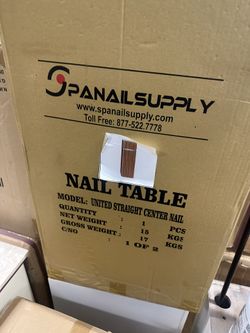 SPANAILSUPPLY
www.spanailsupply.com
Toll Free: 877-522.7778
NAIL TABLE
MODEL: UNITED STRAIGHT CENTER NAIL
QUANTITY : 1 PCS
NET WEIGHT : 15 KGS
GROSS WEIGHT: 17 KGS
C/NO : 1 OF 2